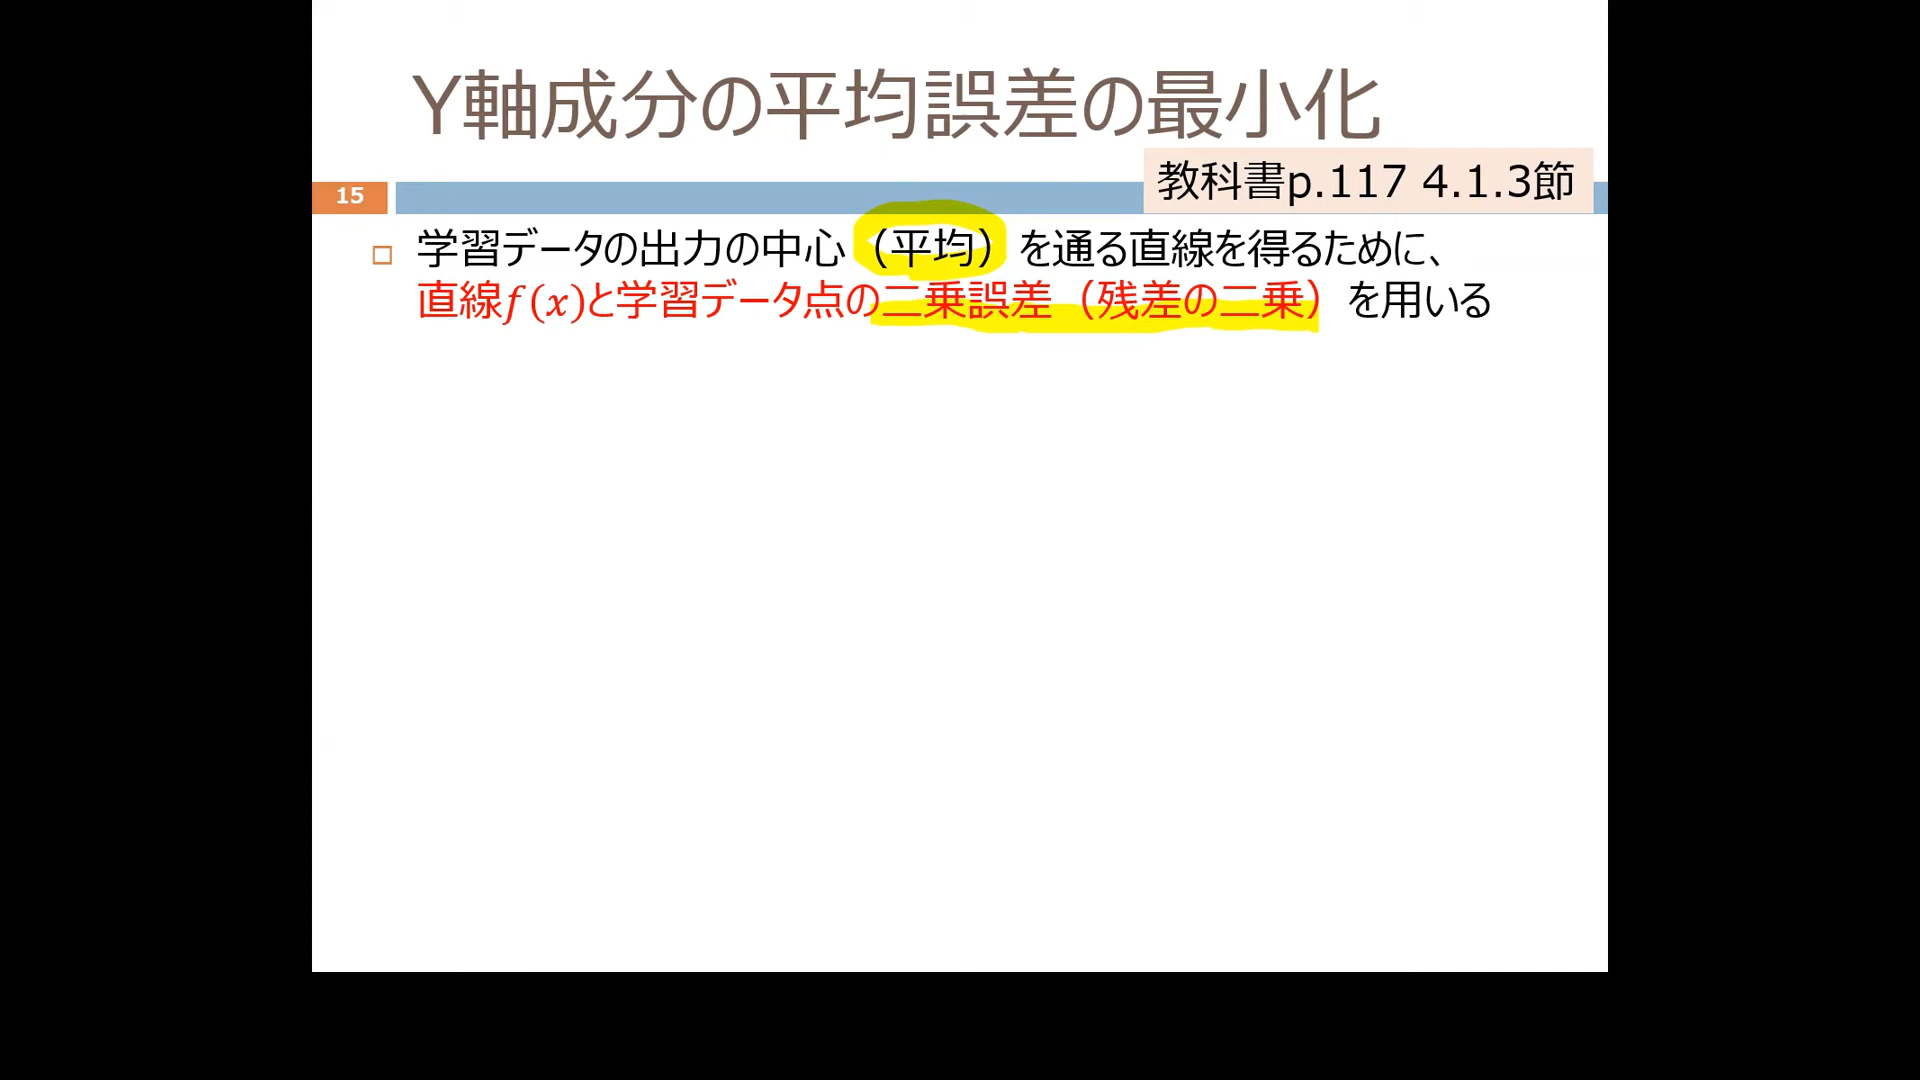 Y軸成分の平均誤差の最小化
教科書p.117 4.1.3節
15
学習データの出力の中心（平均）を通る直線を得るために、
直線f(x)と学習データ点の二乗誤差（残差の二乗）を用いる